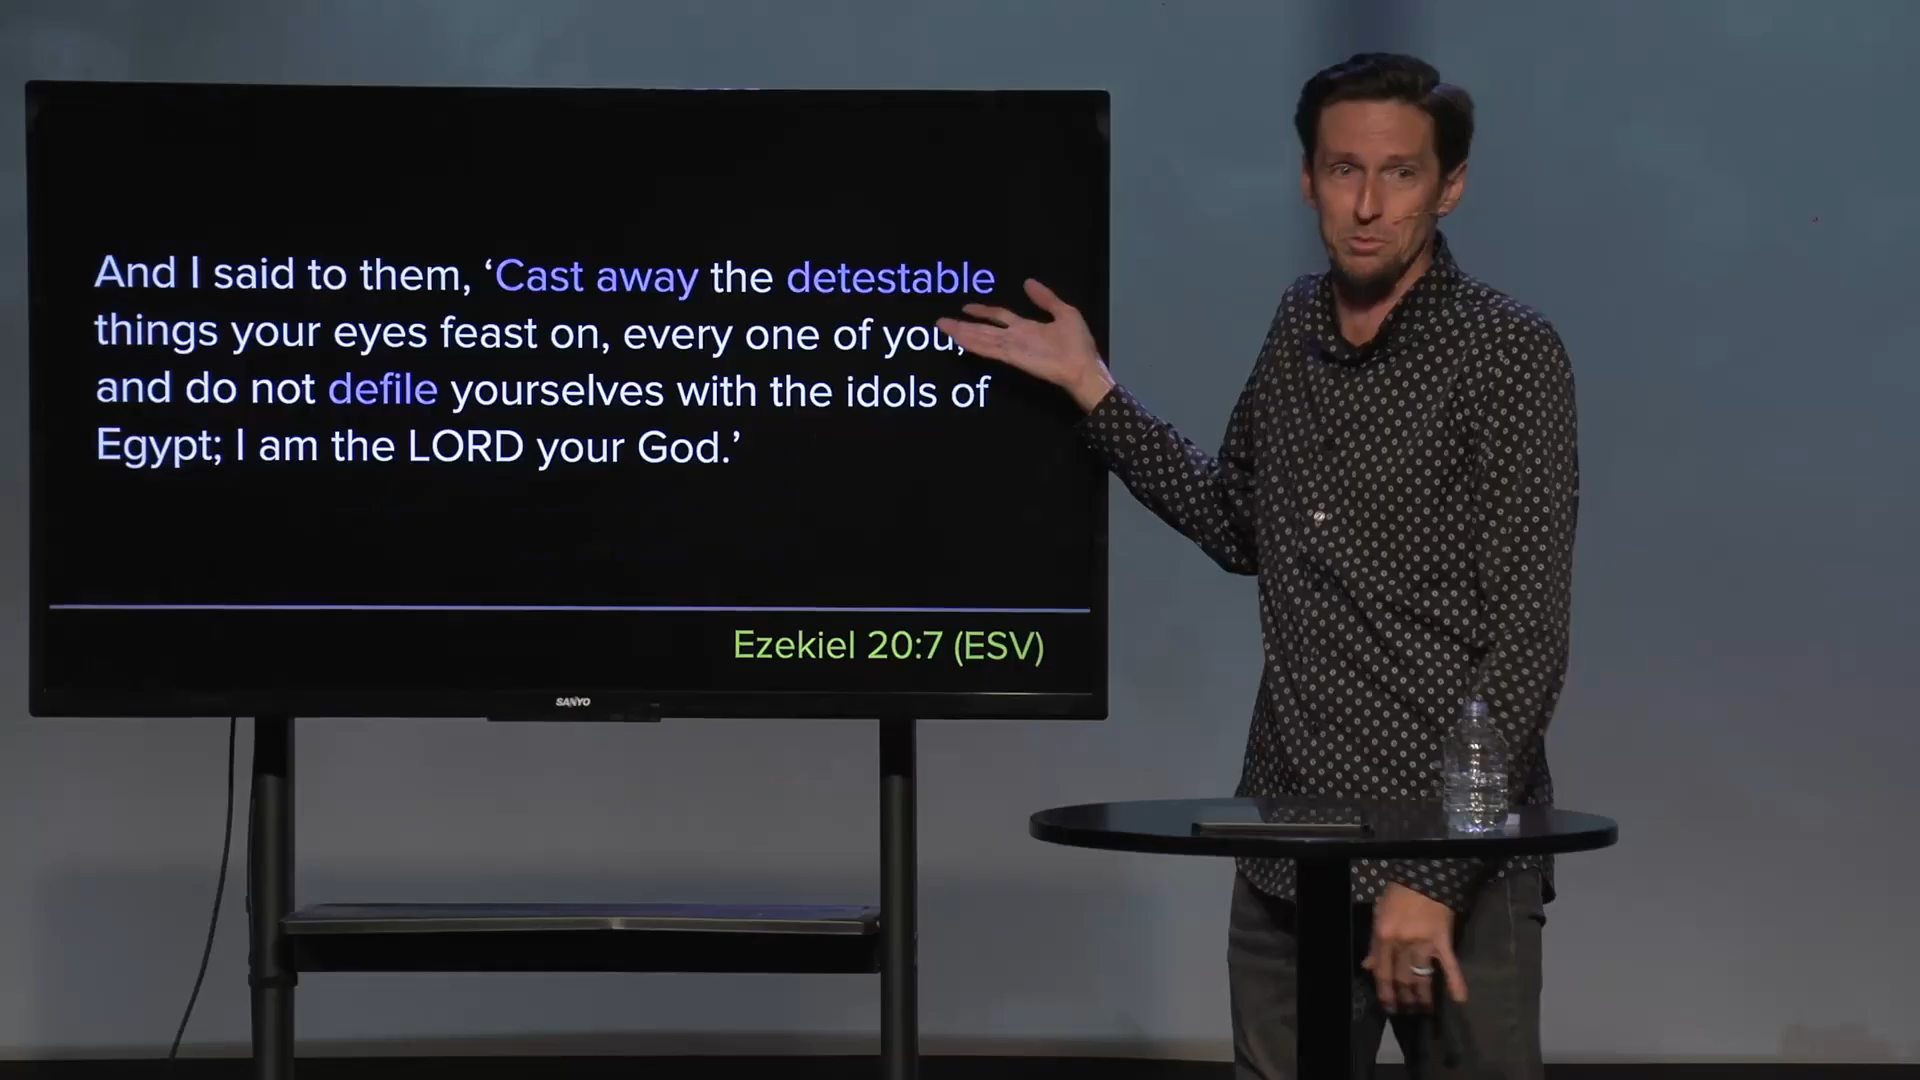 And I said to them, ‘Cast away the detestable
things your eyes feast on, every one of you,
and do not defile yourselves with the idols of
Egypt; I am the LORD your God.’
Ezekiel 20:7 (ESV)
SANYO